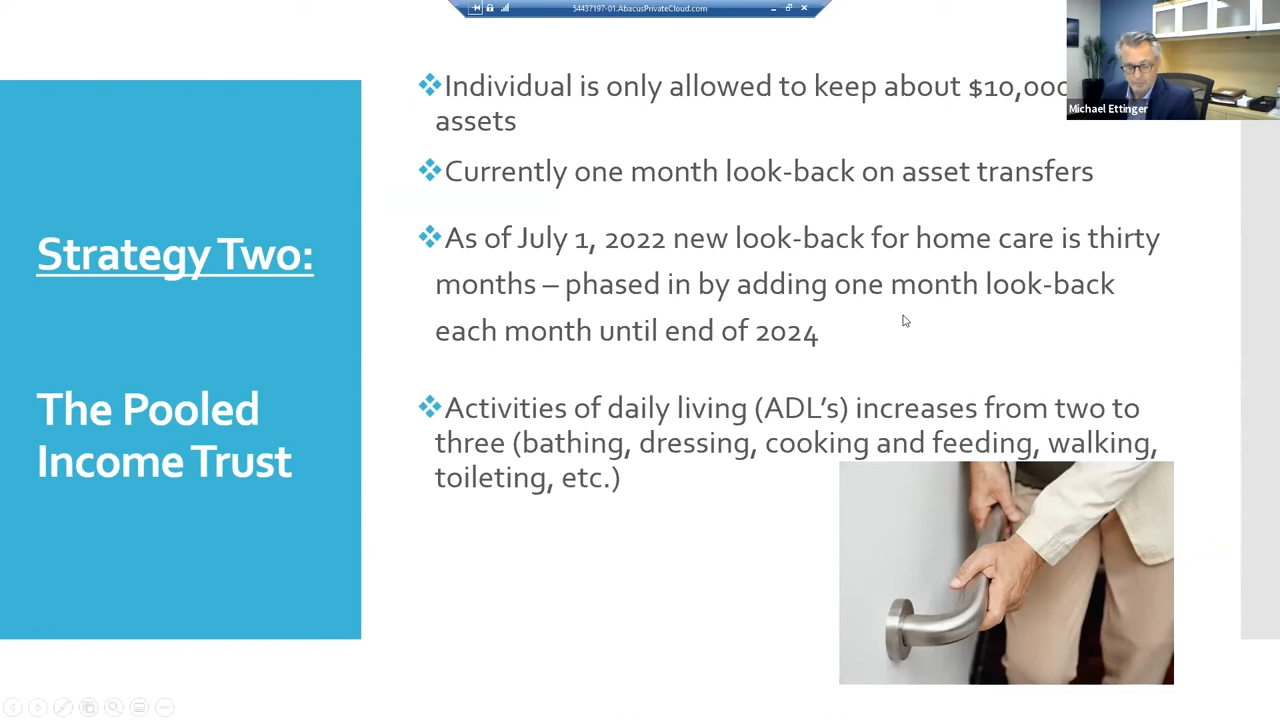 54437197-01.AbacusPrivateCloud.com
Michael Ettinger
Strategy Two:
The Pooled
Income Trust
Individual is only allowed to keep about $10,000
assets
Currently one month look-back on asset transfers
As of July 1, 2022 new look-back for home care is thirty
months – phased in by adding one month look-back
each month until end of 2024
Activities of daily living (ADL's) increases from two to
three (bathing, dressing, cooking and feeding, walking,
toileting, etc.)